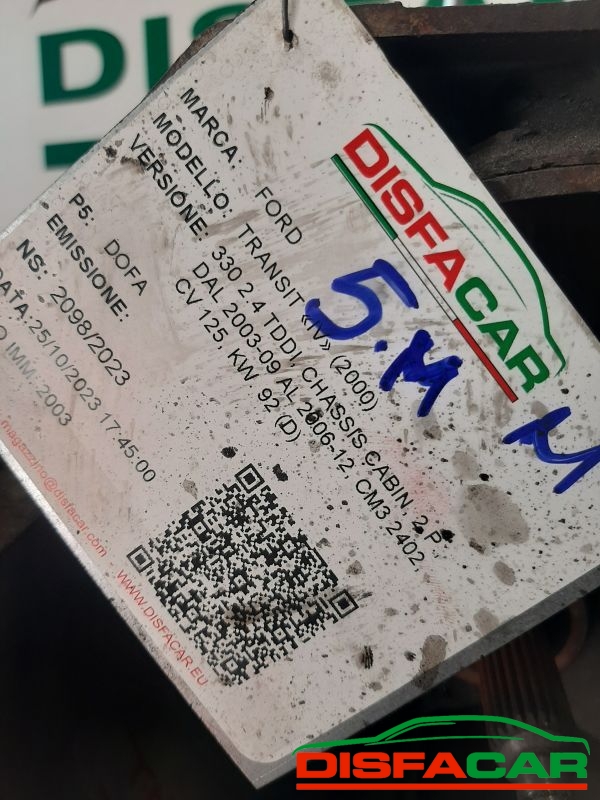 DIS
DISFACAR
MARCA: FORD
MODELLO: TRANSIT «IV» (2000)
VERSIONE: 330 2.4 TDDI CHASSIS CABIN. 2 P.
DAL 2003-09 AL 2006-12, CM3 2402,
CV 125, KW 92 (D)
5.M M
P5: DOFA
EMISSIONE:
NS.: 2098/2023
DATA: 25/10/2023 17:45:00
O IMM: 2003
magazzino@disfacar.com WWW.DISFACAR.EU
DISFACAR